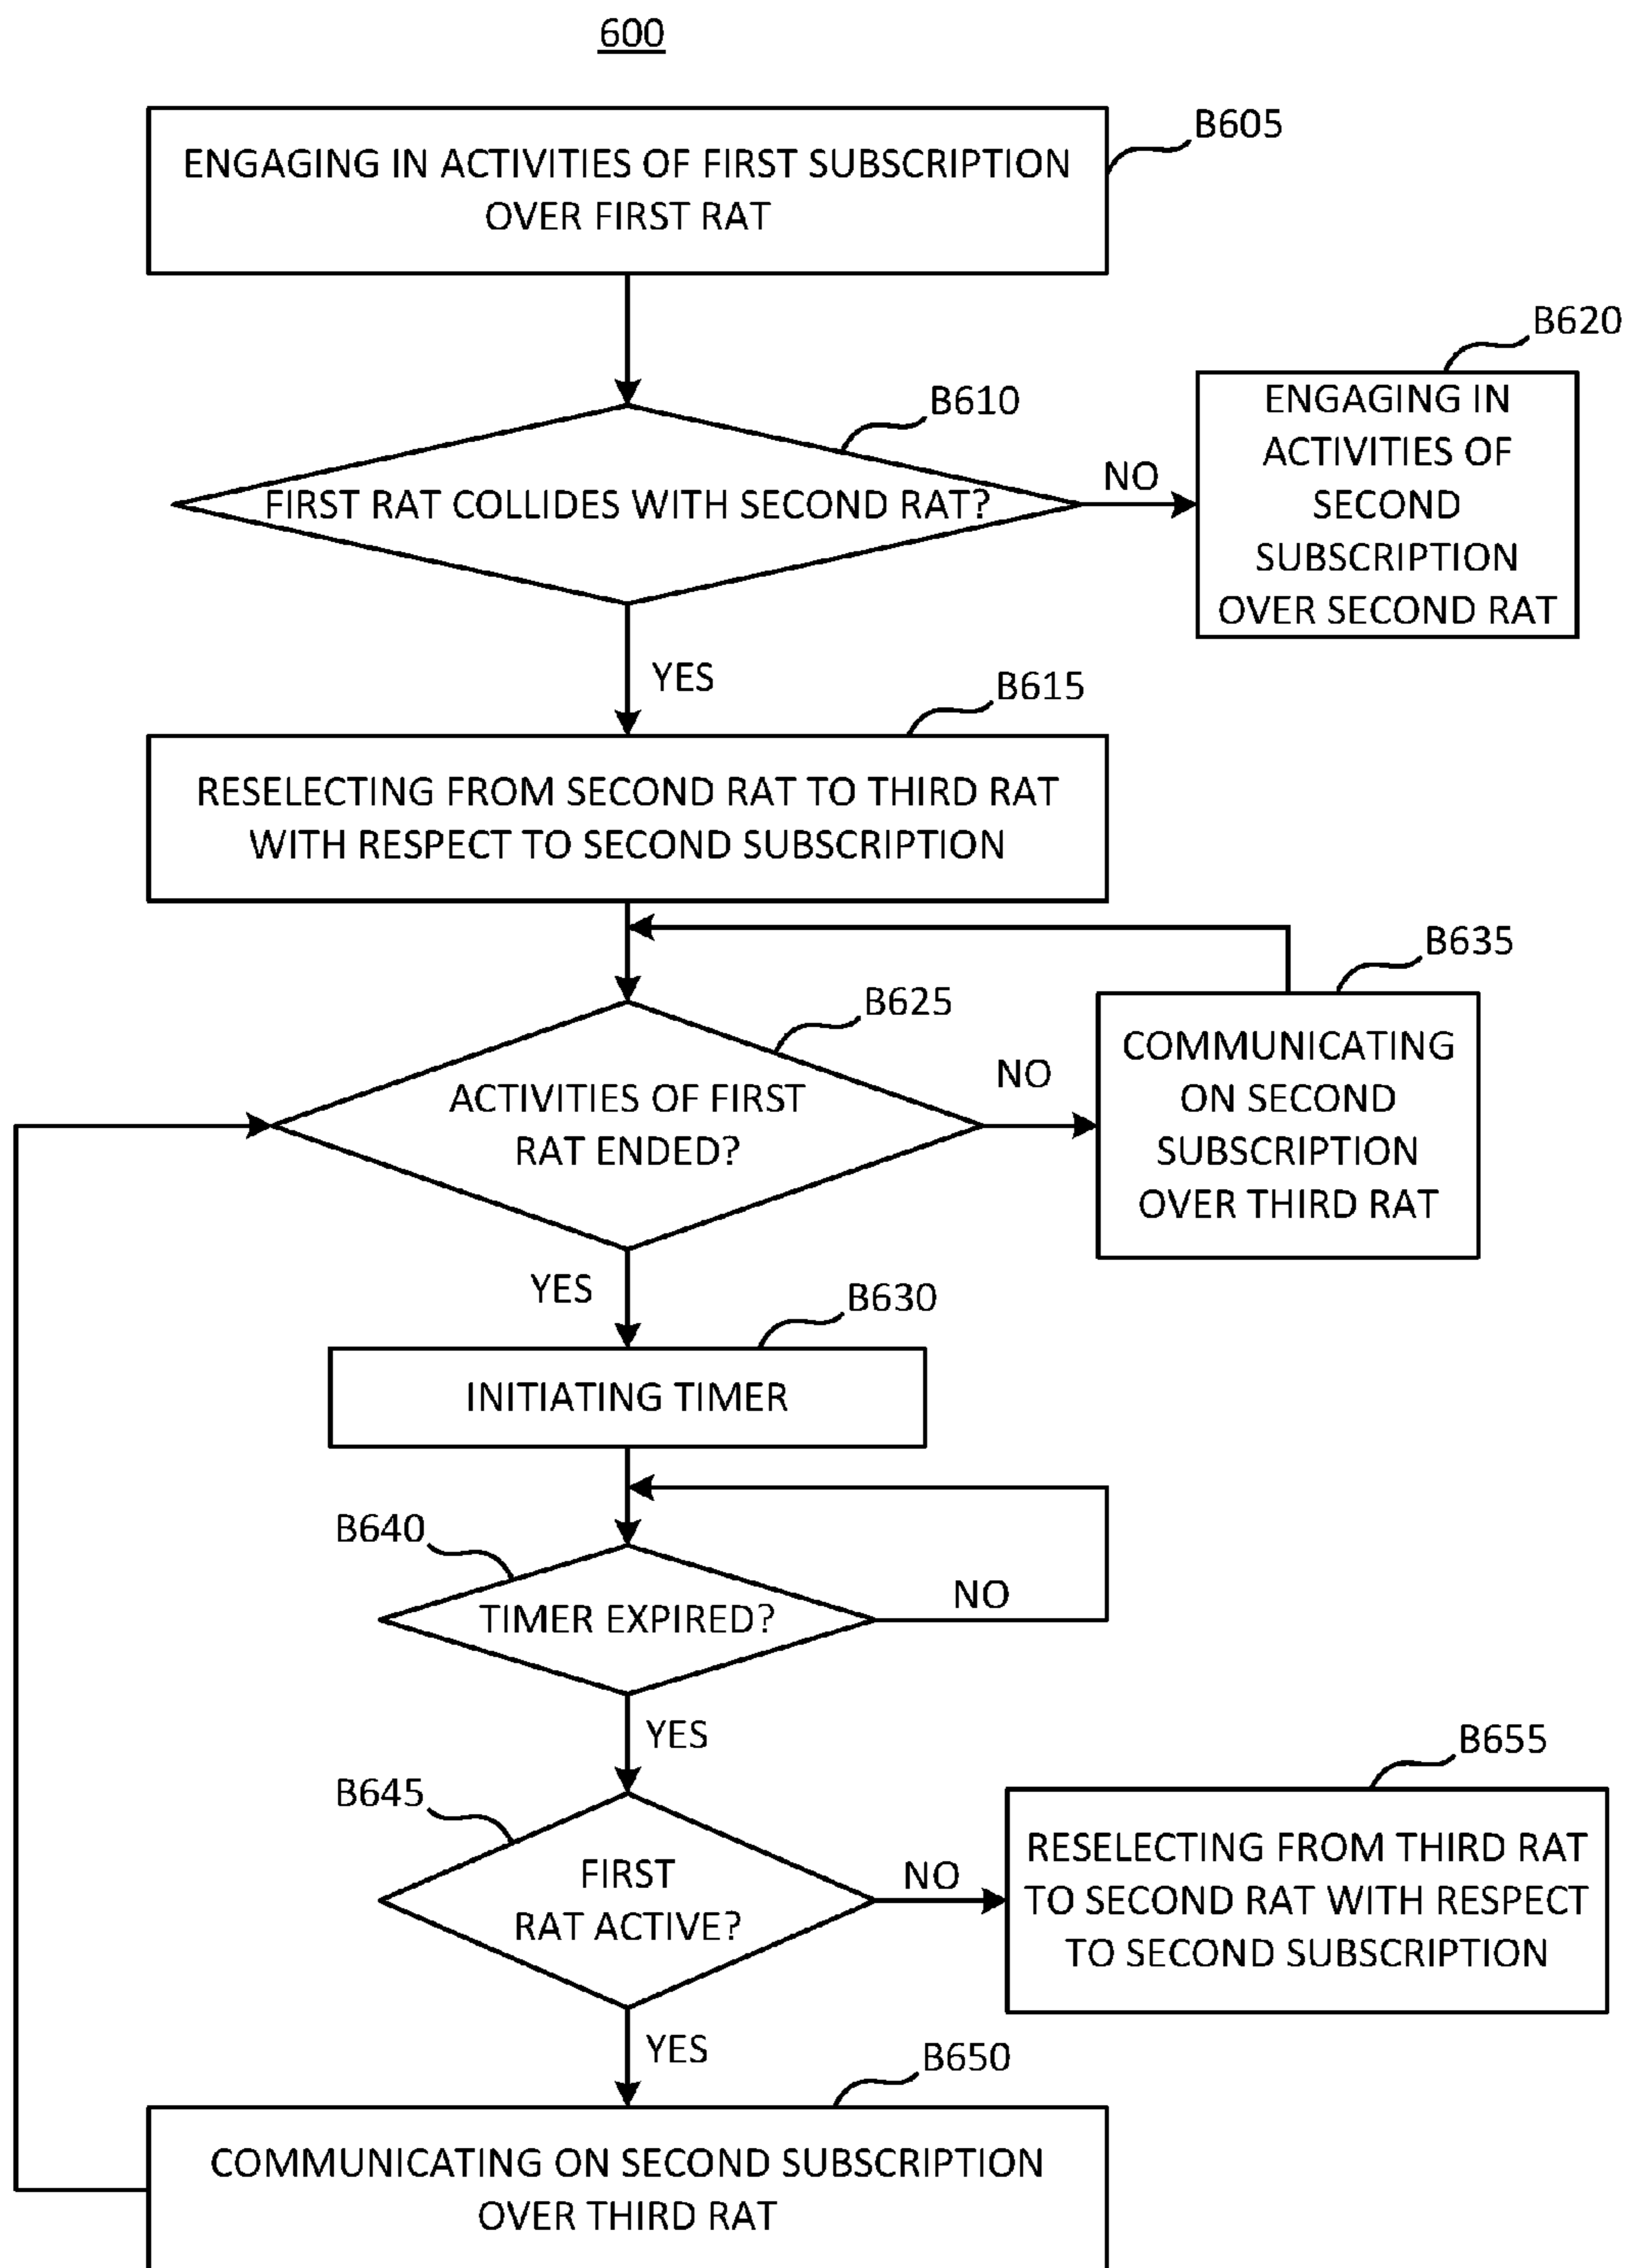 600
B605
ENGAGING IN ACTIVITIES OF FIRST SUBSCRIPTION
OVER FIRST RAT
B620
B610
ENGAGING IN
ACTIVITIES OF
SECOND
SUBSCRIPTION
OVER SECOND RAT
FIRST RAT COLLIDES WITH SECOND RAT?
NO
YES
B615
RESELECTING FROM SECOND RAT TO THIRD RAT
WITH RESPECT TO SECOND SUBSCRIPTION
B635
B625
ACTIVITIES OF FIRST
RAT ENDED?
NO
COMMUNICATING
ON SECOND
SUBSCRIPTION
OVER THIRD RAT
YES
B630
INITIATING TIMER
B640
TIMER EXPIRED?
NO
YES
B655
B645
FIRST
RAT ACTIVE?
NO
RESELECTING FROM THIRD RAT
TO SECOND RAT WITH RESPECT
TO SECOND SUBSCRIPTION
YES
B650
COMMUNICATING ON SECOND SUBSCRIPTION
OVER THIRD RAT